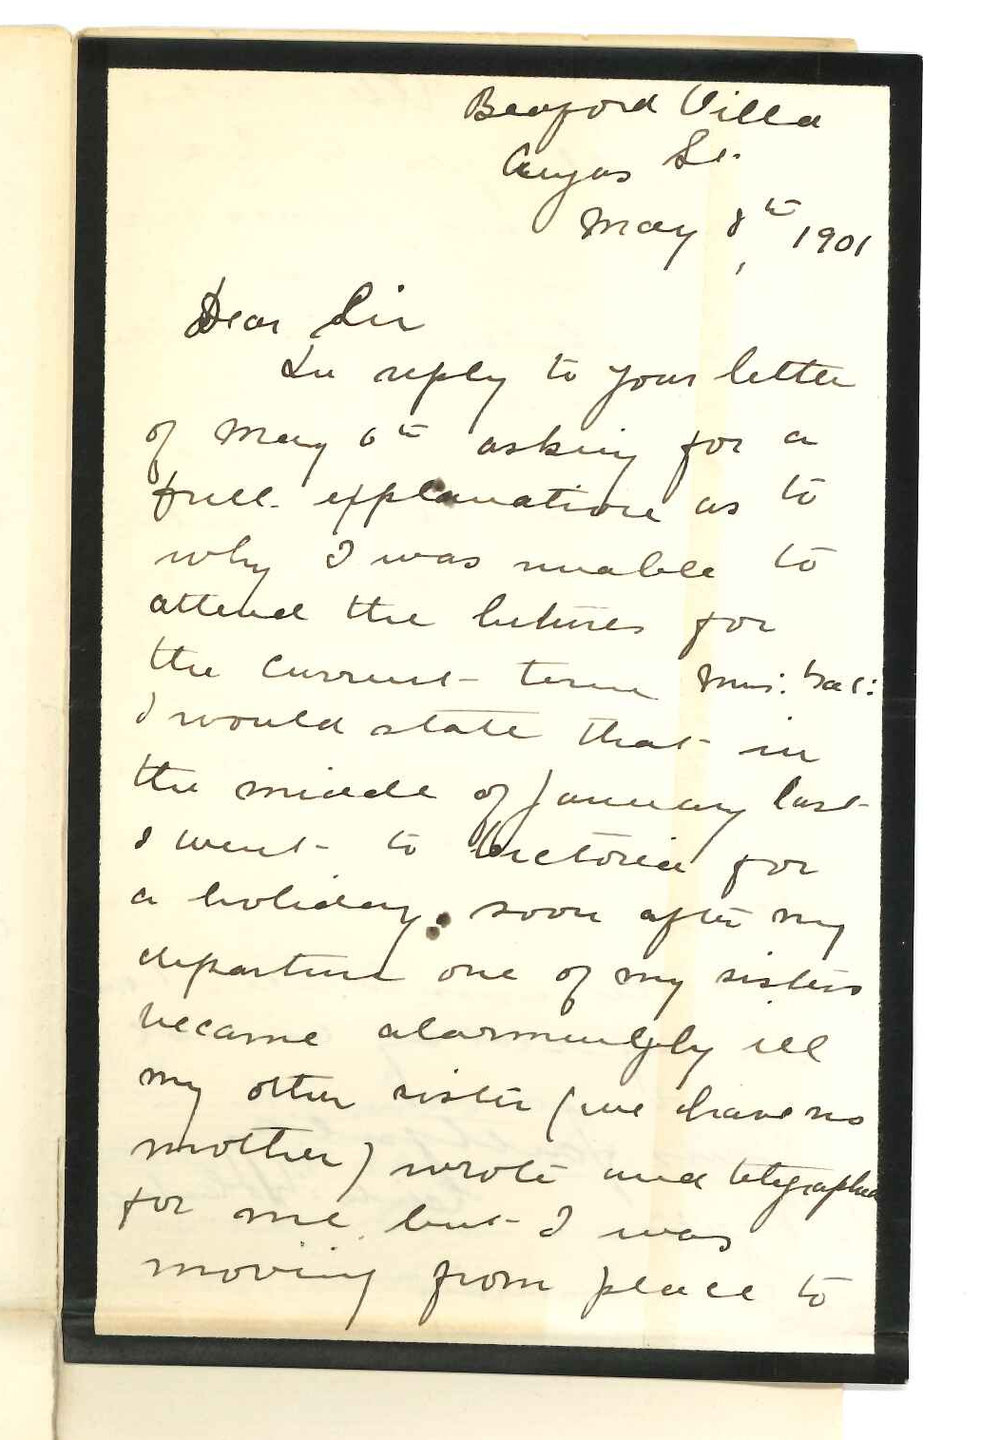 Beaford Villa
Angas St.
May 8th 1901
Dear Sir
In reply to your letter
of May 6th asking for a
full explanation as to
why I was unable to
attend the lectures for
the current term Mus: Bac:
I would state that in
the middle of January last
I went to Victoria for
a holiday. soon after my
departure one of my sisters
became alarmingly ill
my other sister (we have no
mother) wrote and telegraphed
for me but I was
moving from place to